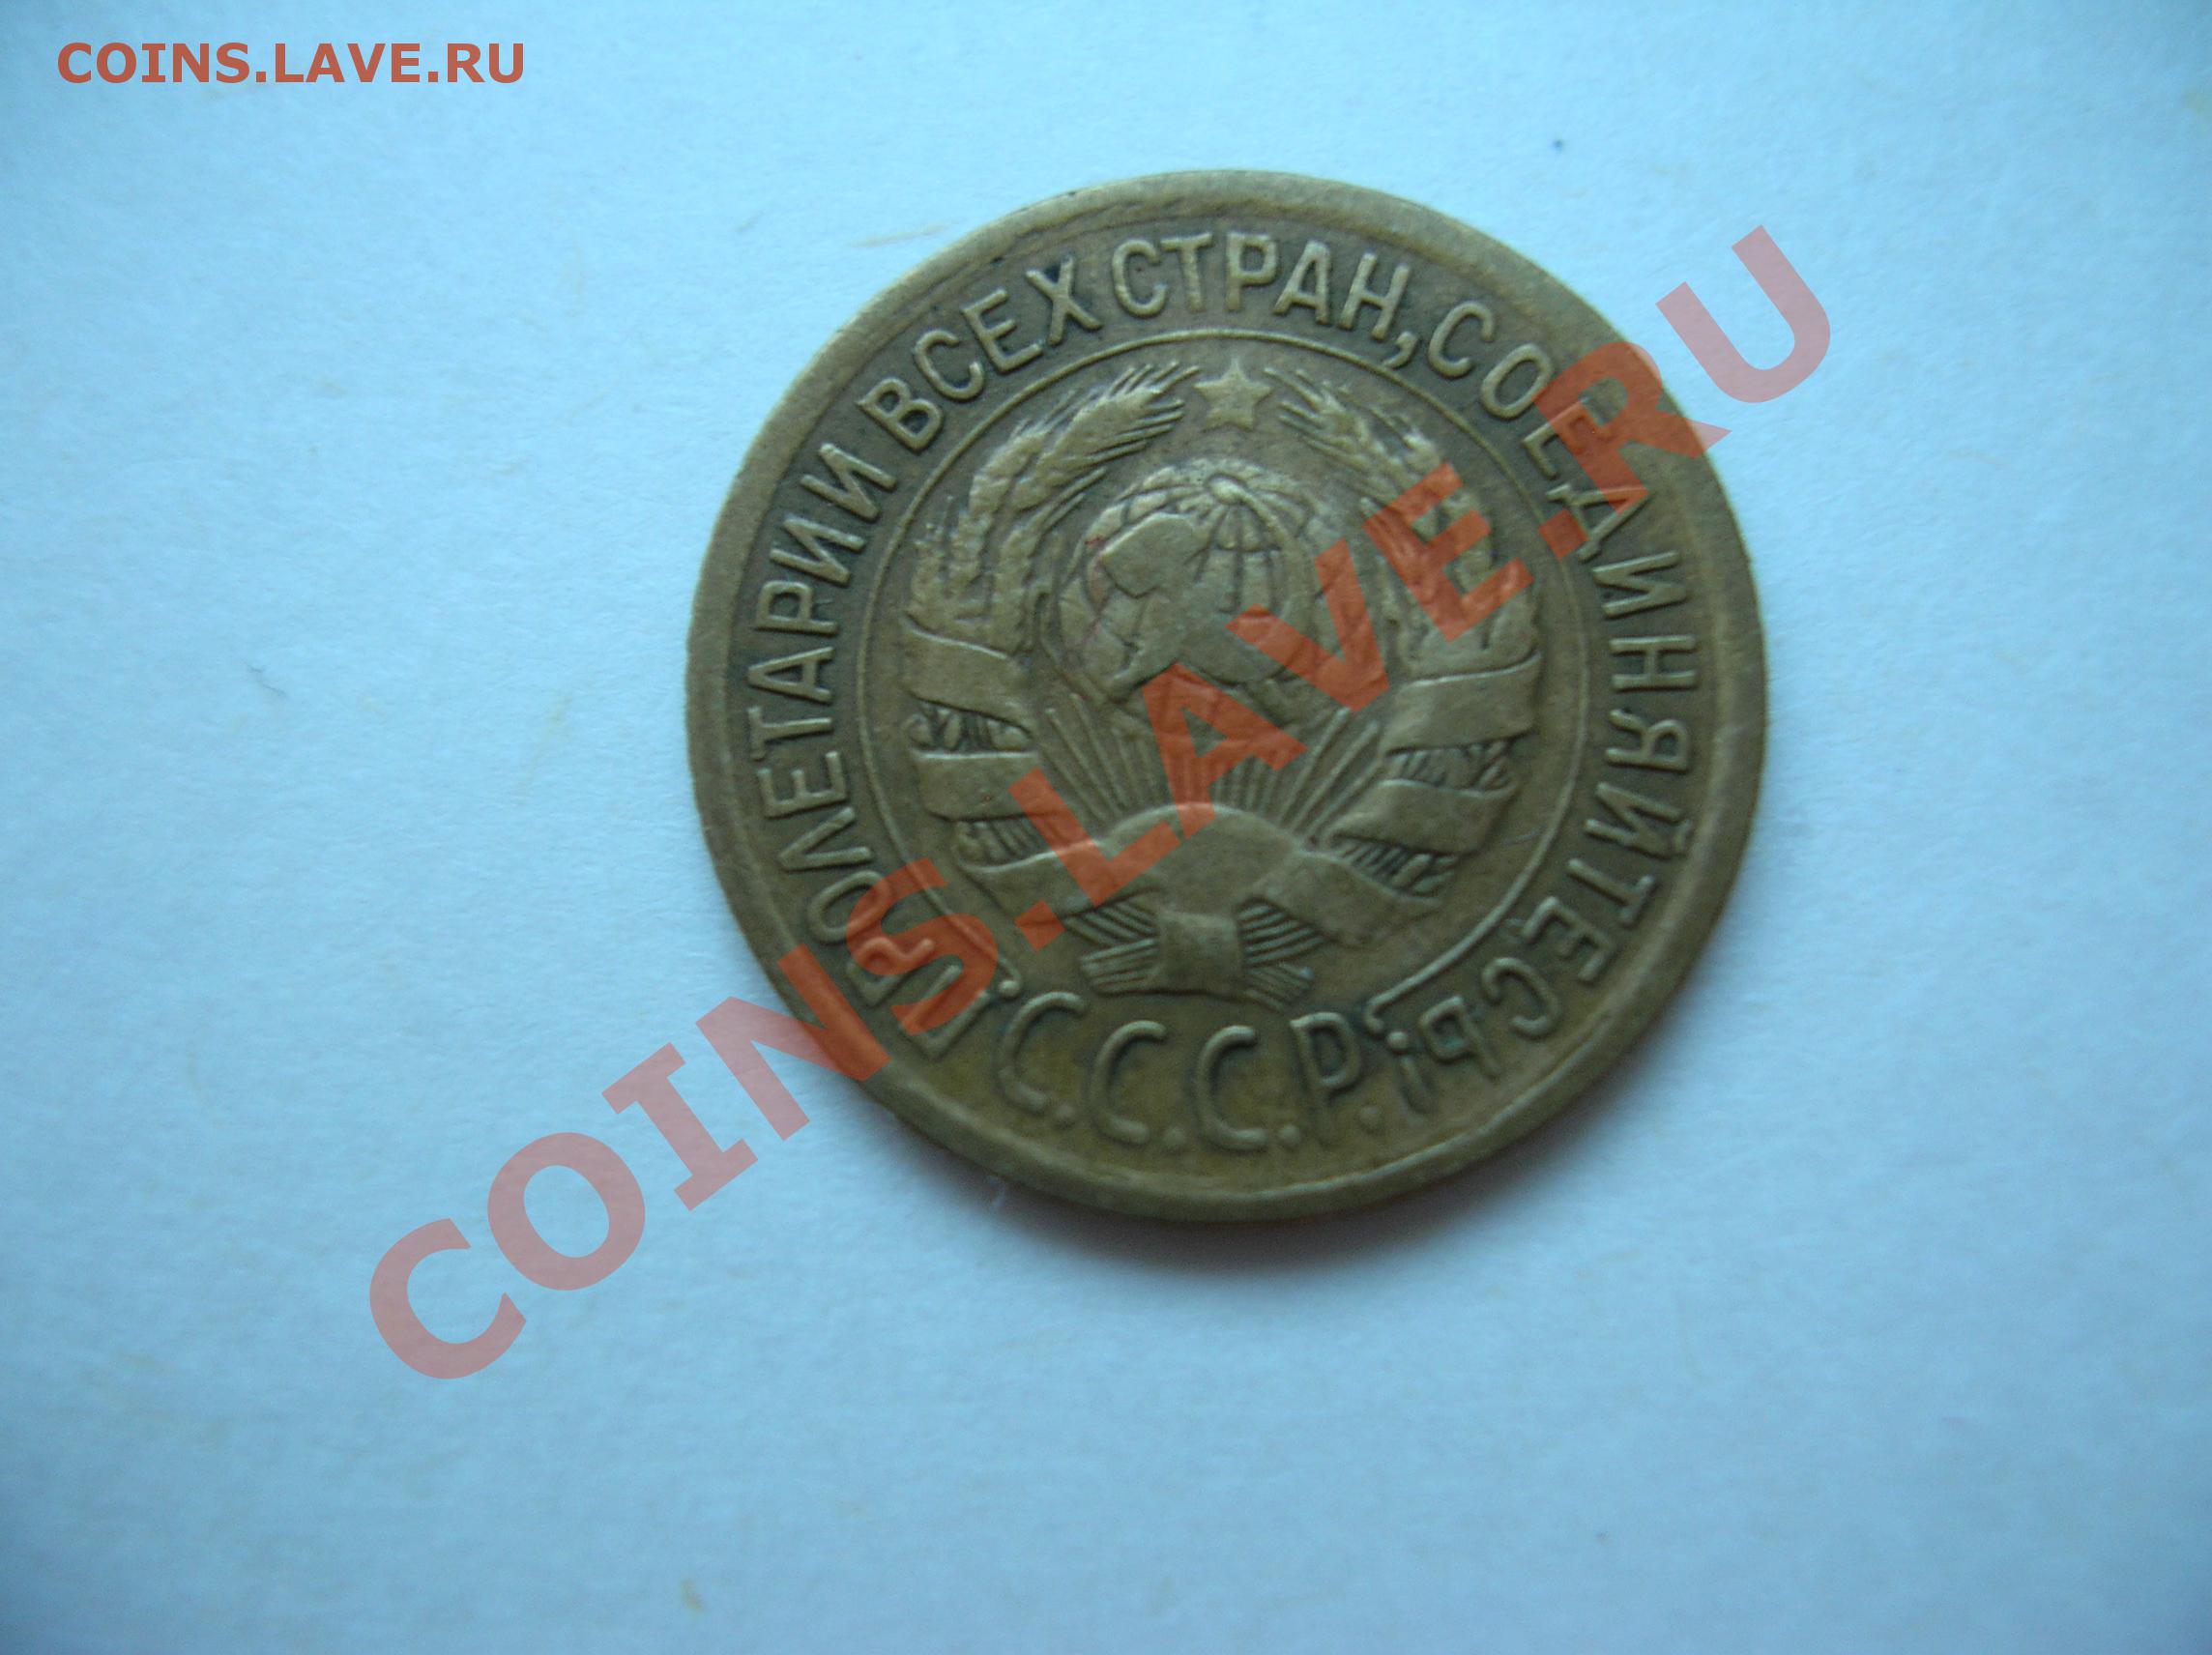 COINS.LAVE.RU
ПРОЛЕТАРИИ ВСЕХ СТРАН, СОЕДИНЯЙТЕСЬ!
С.С.С.Р.
COINS.LAVE.RU